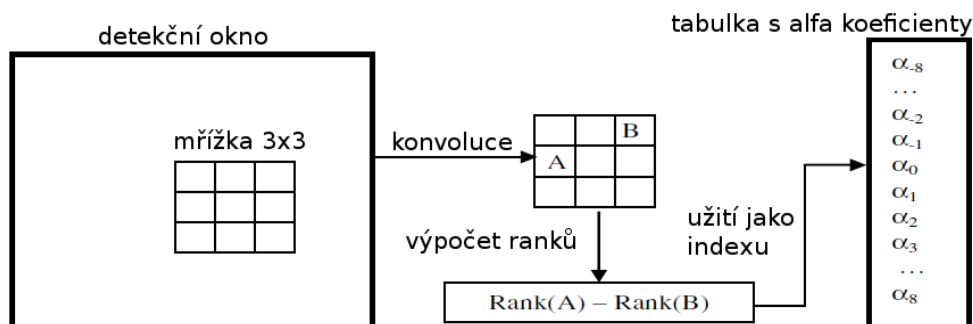 detekční okno
mřížka 3x3
konvoluce
B
A
výpočet ranků
Rank(A) – Rank(B)
užití jako
indexu
tabulka s alfa koeficienty
α₋₈
...
α₋₂
α₋₁
α₀
α₁
α₂
α₃
...
α₈